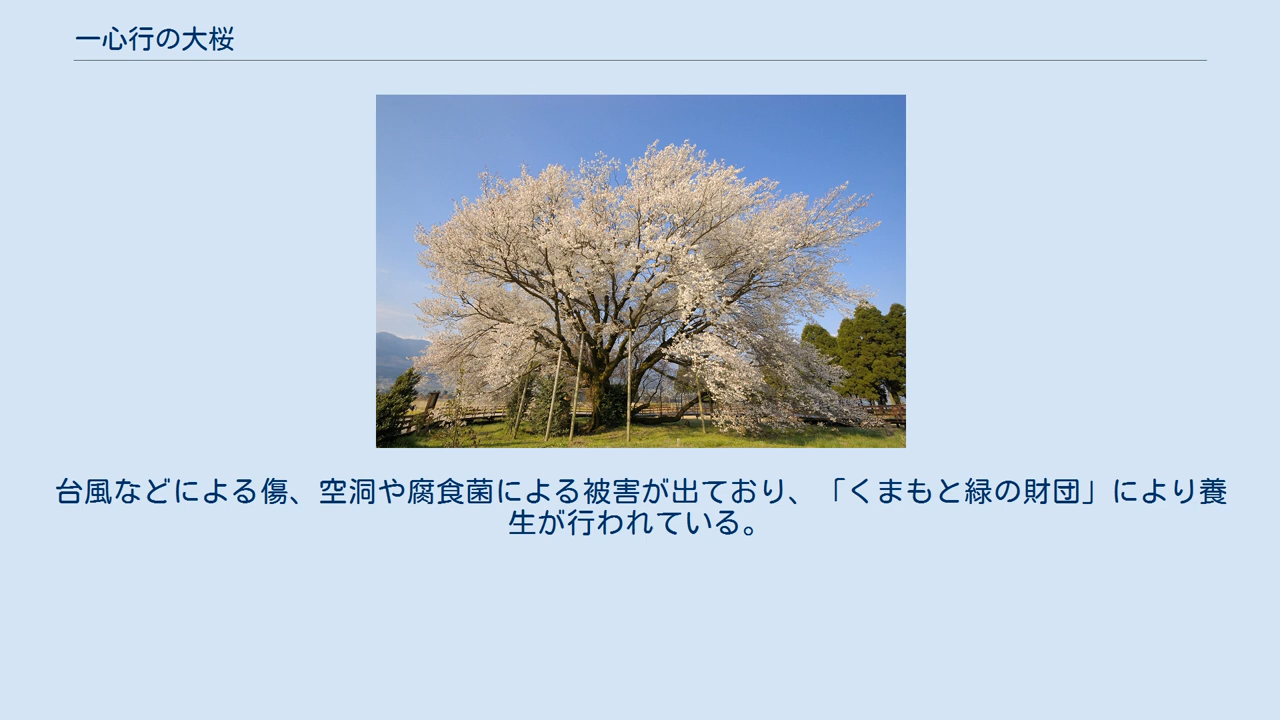 一心行の大桜
台風などによる傷、空洞や腐食菌による被害が出ており、「くまもと緑の財団」により養
生が行われている。